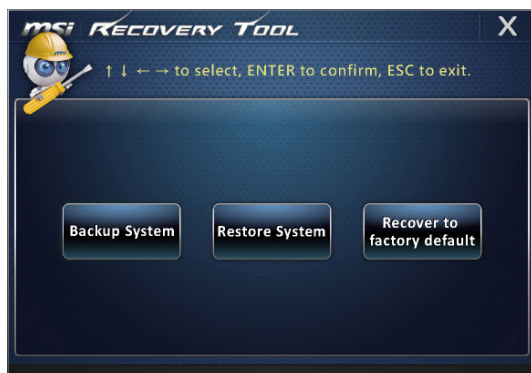 msi RECOVERY TOOL X
↑ ↓ ← → to select, ENTER to confirm, ESC to exit.
Backup System
Restore System
Recover to
factory default